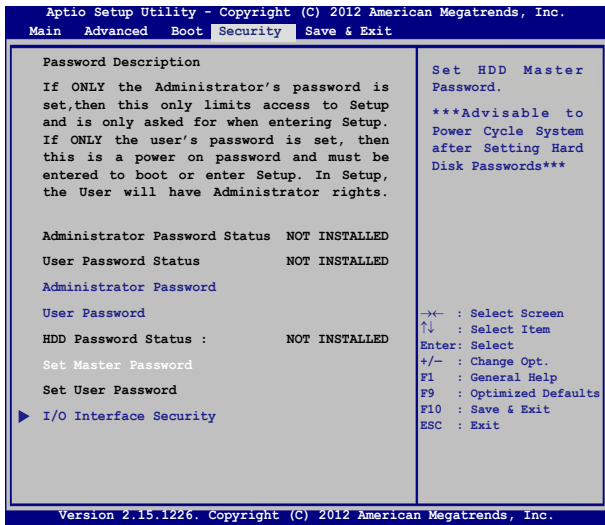 Aptio Setup Utility - Copyright (C) 2012 American Megatrends, Inc.
Main Advanced Boot Security Save & Exit
Password Description
If ONLY the Administrator's password is
set,then this only limits access to Setup
and is only asked for when entering Setup.
If ONLY the user's password is set, then
this is a power on password and must be
entered to boot or enter Setup. In Setup,
the User will have Administrator rights.
Administrator Password Status NOT INSTALLED
User Password Status NOT INSTALLED
Administrator Password
User Password
HDD Password Status : NOT INSTALLED
Set Master Password
Set User Password
I/O Interface Security
Set HDD Master
Password.
***Advisable to
Power Cycle System
after Setting Hard
Disk Passwords***
→← : Select Screen
↑↓ : Select Item
Enter: Select
+/— : Change Opt.
F1 : General Help
F9 : Optimized Defaults
F10 : Save & Exit
ESC : Exit
Version 2.15.1226. Copyright (C) 2012 American Megatrends, Inc.